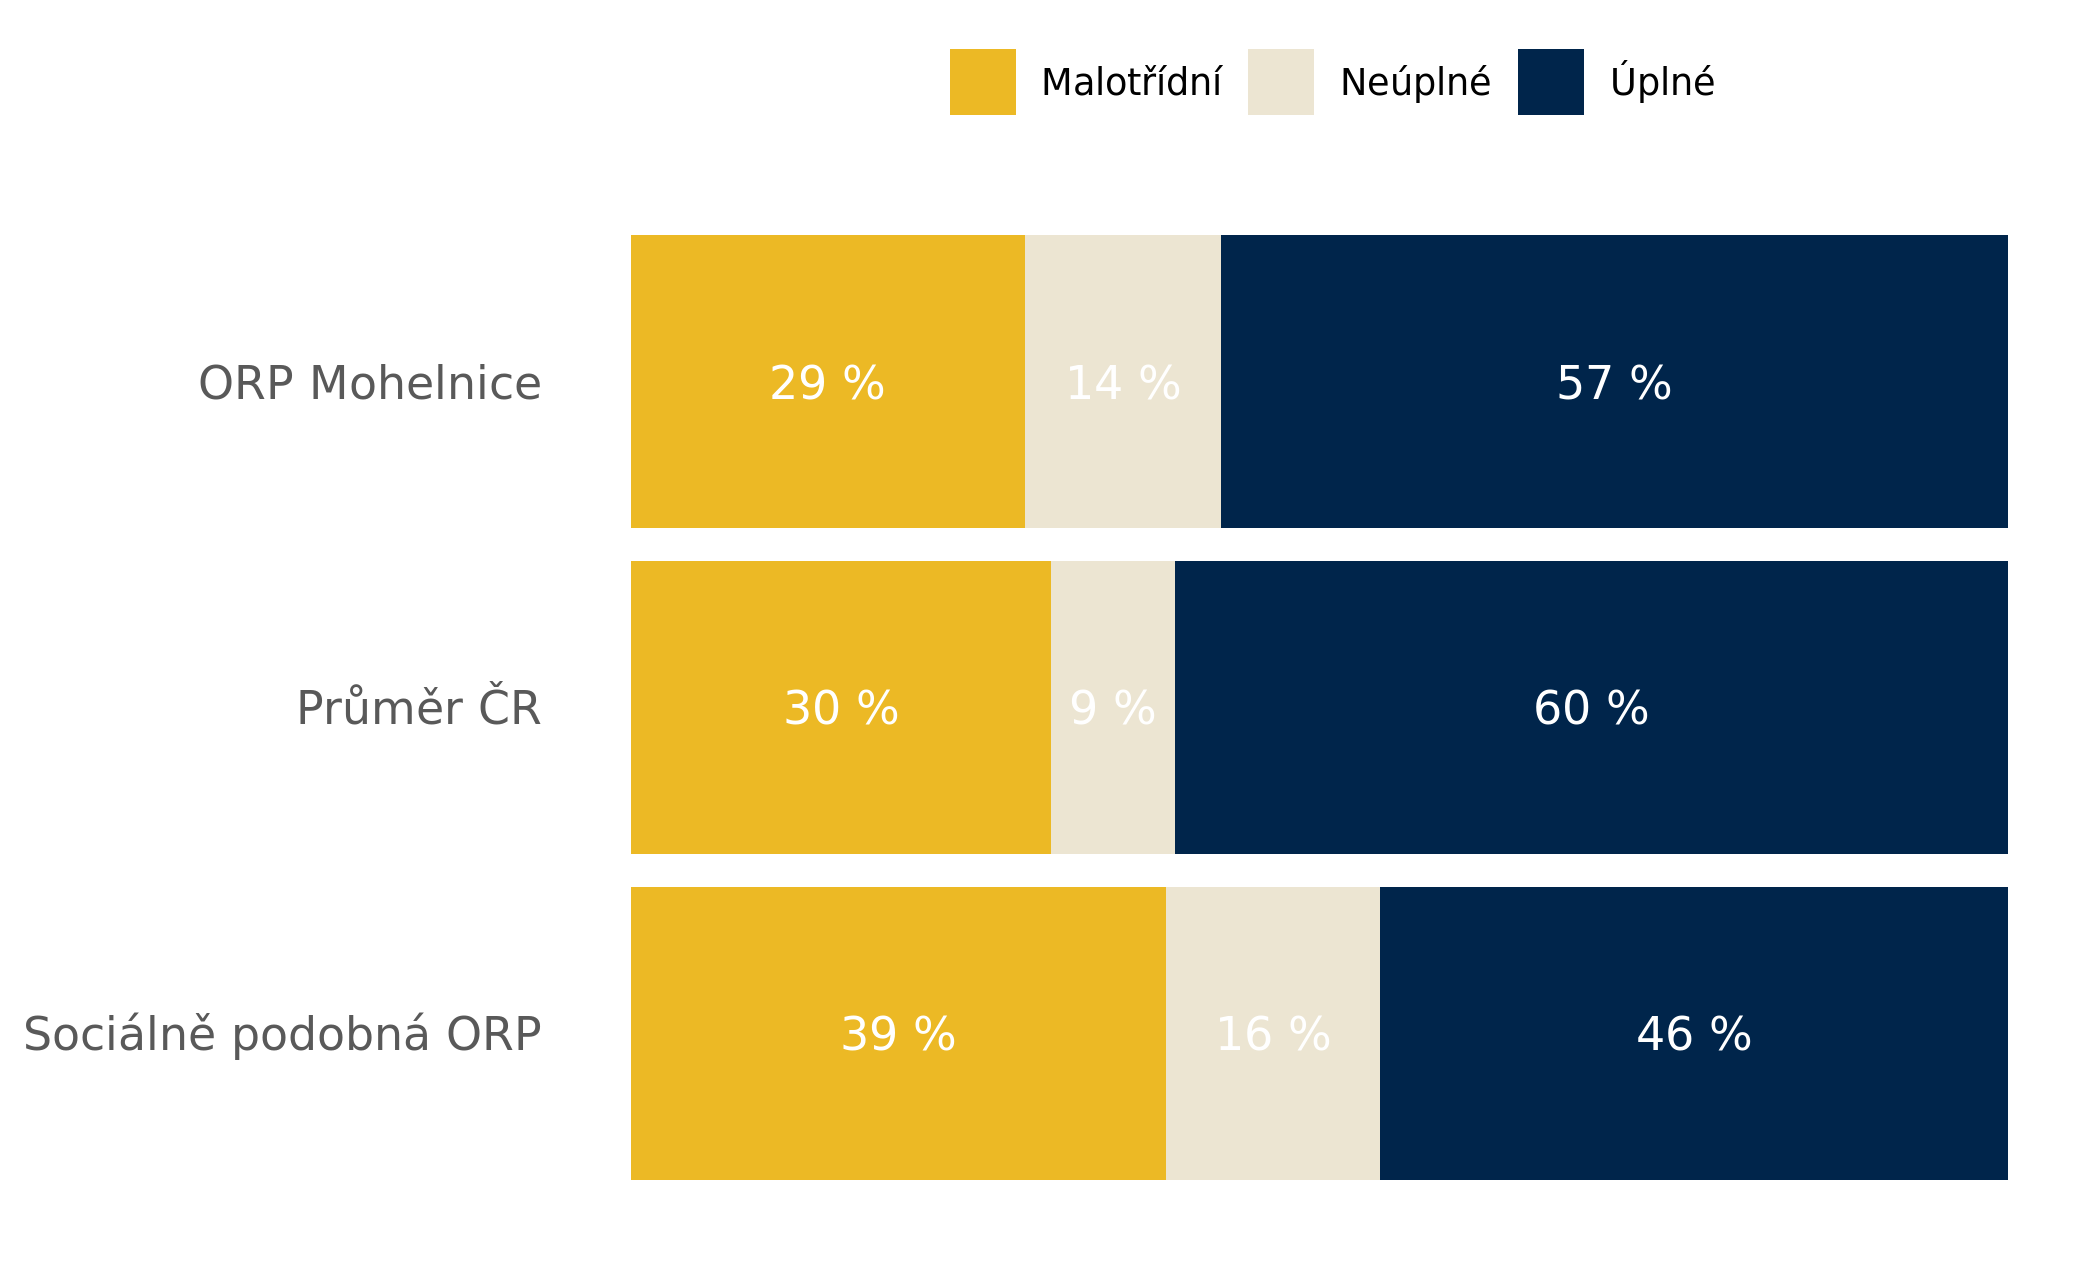 Malotřídní Neúplné Úplné
ORP Mohelnice 29 % 14 % 57 %
Průměr ČR 30 % 9 % 60 %
Sociálně podobná ORP 39 % 16 % 46 %